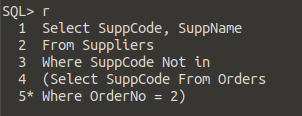 SQL> r
1 Select SuppCode, SuppName
2 From Suppliers
3 Where SuppCode Not in
4 (Select SuppCode From Orders
5* Where OrderNo = 2)